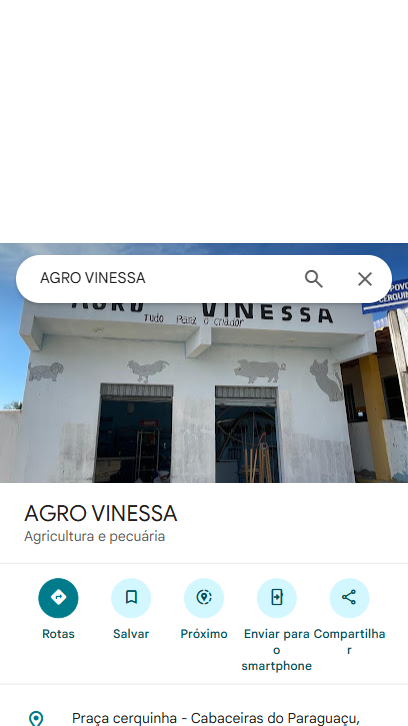 AGRO VINESSA
AGRO VINESSA
Tudo Para o criador
POVO
CERQUIN
AGRO VINESSA
Agricultura e pecuária
Rotas
Salvar
Próximo
Enviar para
o
smartphone
Compartilha
r
Praça cerquinha - Cabaceiras do Paraguaçu,